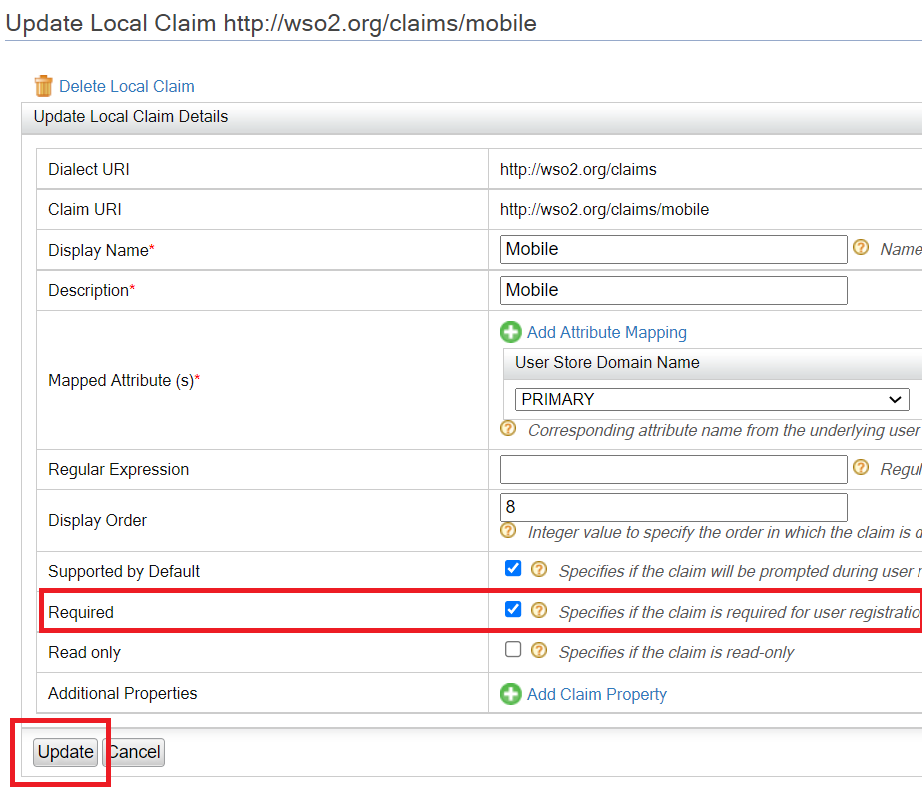 Update Local Claim http://wso2.org/claims/mobile
Delete Local Claim
Update Local Claim Details
Dialect URI http://wso2.org/claims
Claim URI http://wso2.org/claims/mobile
Display Name* Mobile Name
Description* Mobile
Add Attribute Mapping
User Store Domain Name
Mapped Attribute (s)*
PRIMARY
Corresponding attribute name from the underlying user
Regular Expression Regul
Display Order 8
Integer value to specify the order in which the claim is d
Supported by Default Specifies if the claim will be prompted during user r
Required Specifies if the claim is required for user registratio
Read only Specifies if the claim is read-only
Additional Properties Add Claim Property
Update Cancel